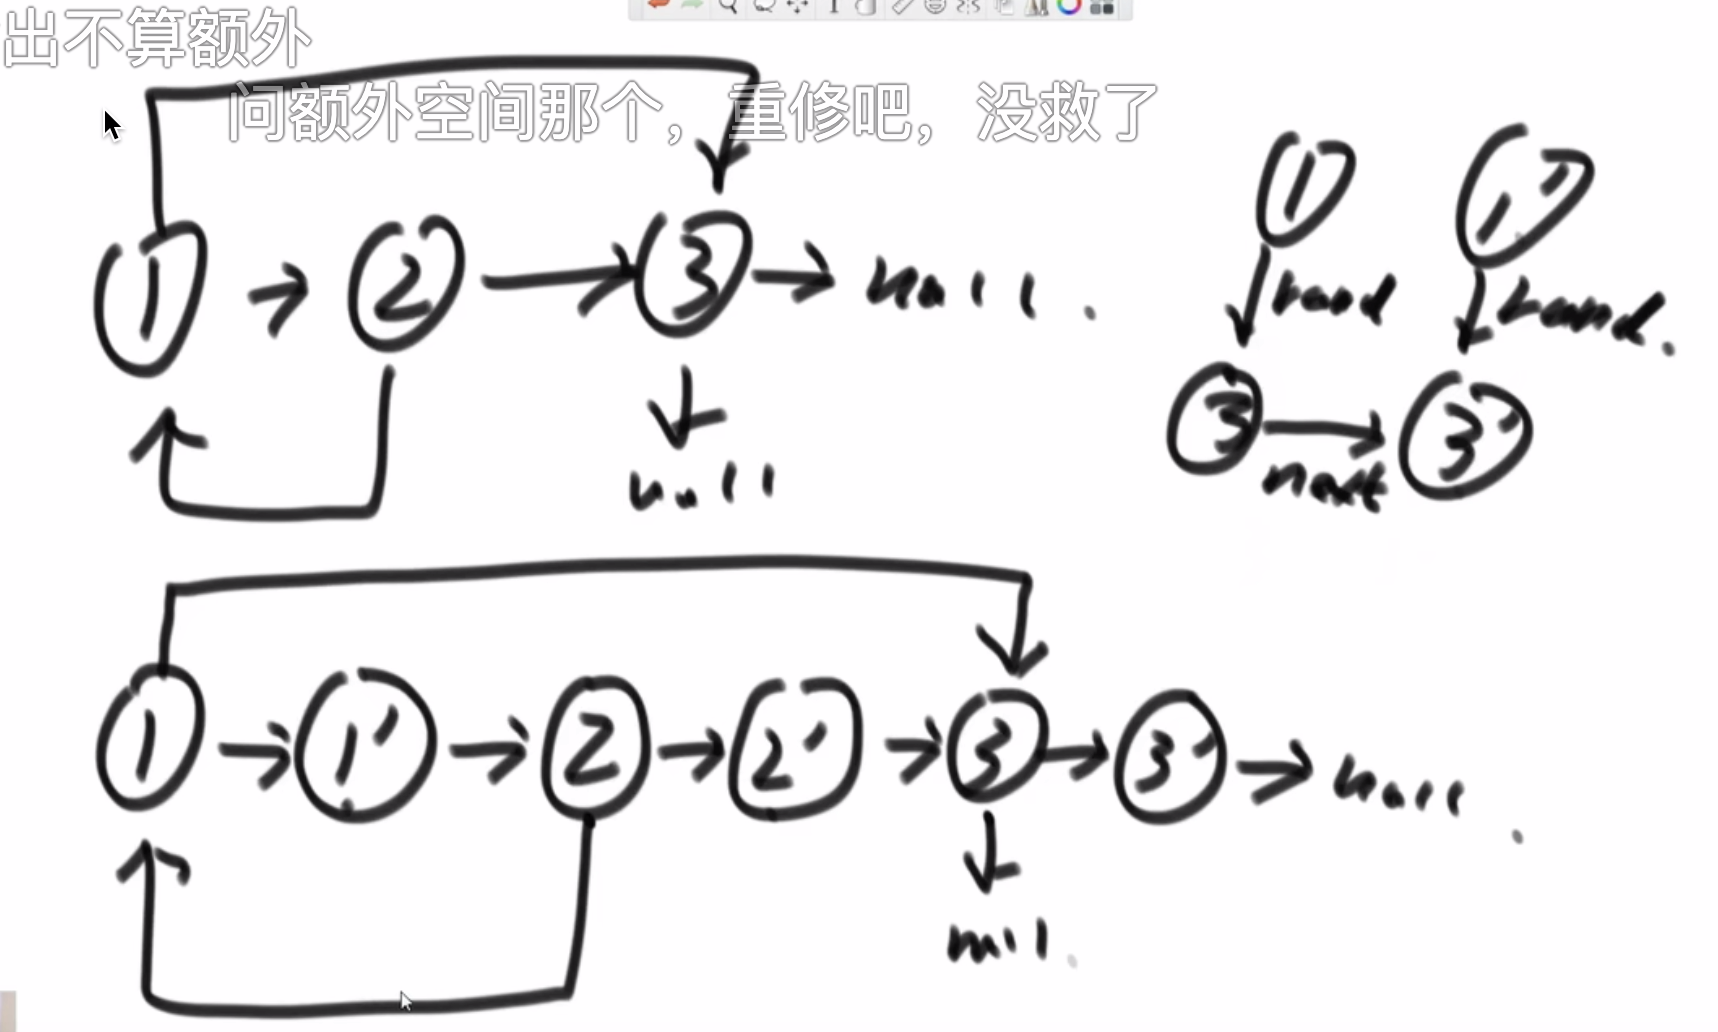 出不算额外
问额外空间那个，重修吧，没救了
1 → 2 → 3 → null
null
1 1'
rand rand
3 → 3'
next
1 → 1' → 2 → 2' → 3 → 3' → null
null